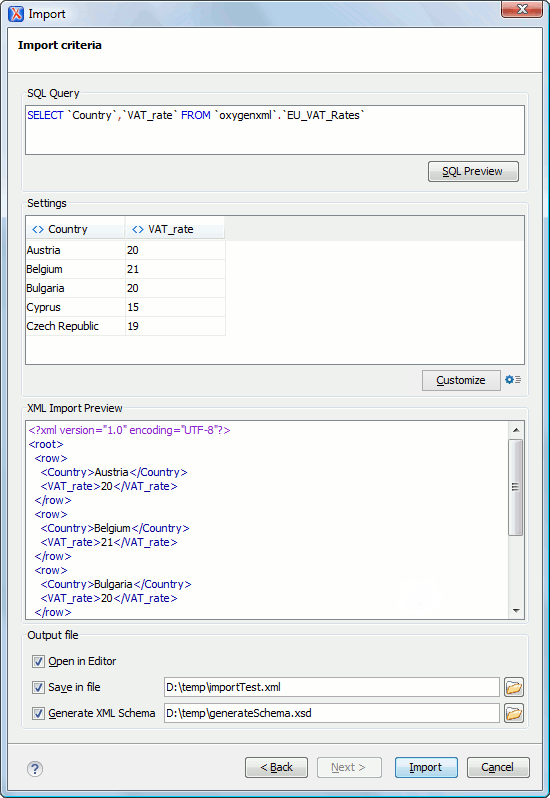 Import
Import criteria
SQL Query
SELECT `Country`,`VAT_rate` FROM `oxygenxml`.`EU_VAT_Rates`
SQL Preview
Settings
<> Country <> VAT_rate
Austria 20
Belgium 21
Bulgaria 20
Cyprus 15
Czech Republic 19
Customize
XML Import Preview
<?xml version="1.0" encoding="UTF-8"?>
<root>
<row>
<Country>Austria</Country>
<VAT_rate>20</VAT_rate>
</row>
<row>
<Country>Belgium</Country>
<VAT_rate>21</VAT_rate>
</row>
<row>
<Country>Bulgaria</Country>
<VAT_rate>20</VAT_rate>
</row>
Output file
Open in Editor
Save in file D:\temp\importTest.xml
Generate XML Schema D:\temp\generateSchema.xsd
? < Back Next > Import Cancel